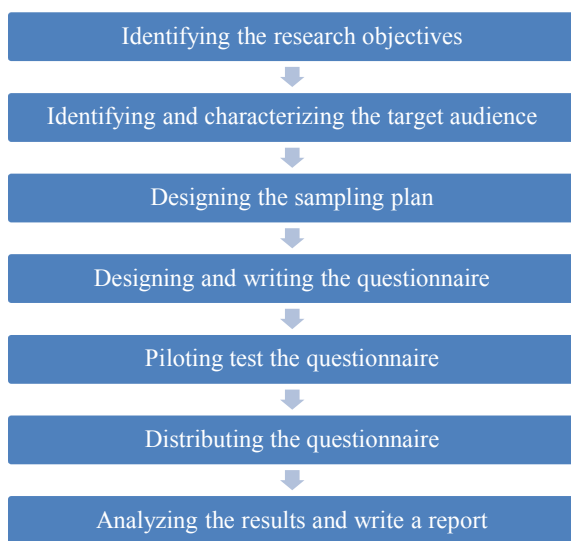 Identifying the research objectives
Identifying and characterizing the target audience
Designing the sampling plan
Designing and writing the questionnaire
Piloting test the questionnaire
Distributing the questionnaire
Analyzing the results and write a report